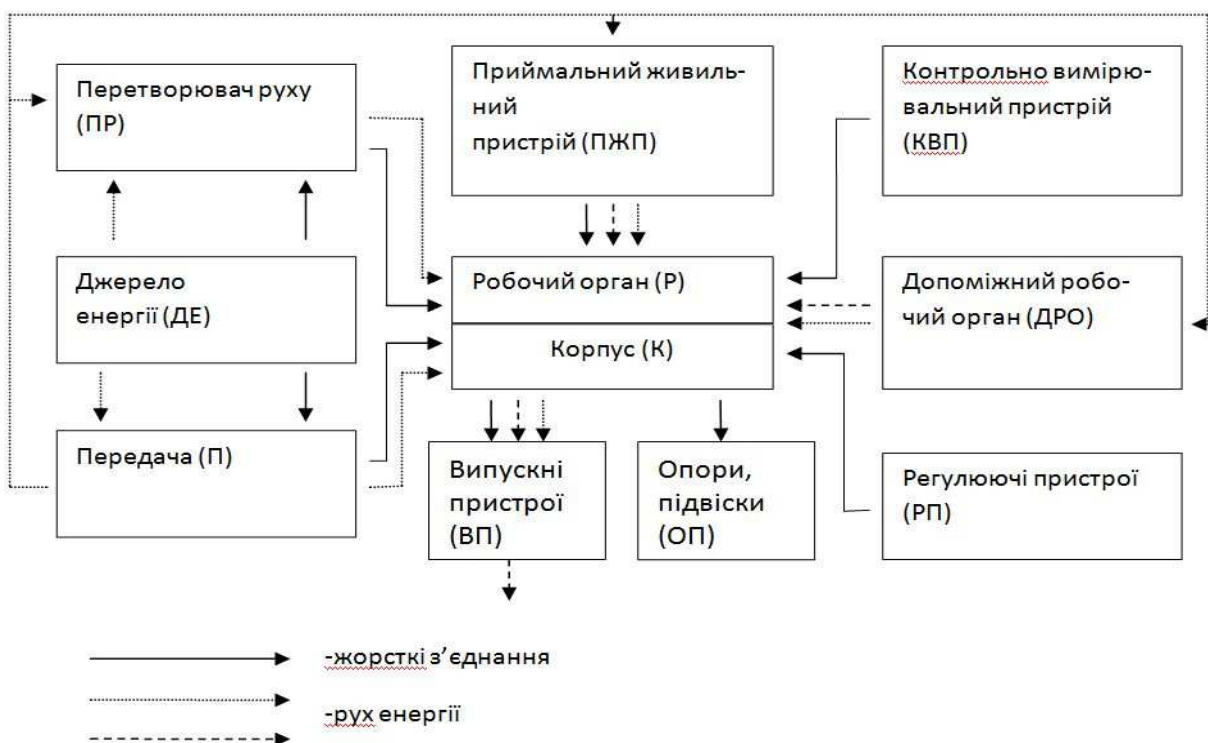 Перетворювач руху
(ПР)
Приймальний живиль-
ний
пристрій (ПЖП)
Контрольно вимірю-
вальний пристрій
(КВП)
Джерело
енергії (ДЕ)
Робочий орган (Р)
Корпус (К)
Допоміжний робо-
чий орган (ДРО)
Передача (П)
Випускні
пристрої
(ВП)
Опори,
підвіски
(ОП)
Регулюючі пристрої
(РП)
-жорсткі з’єднання
-рух енергії